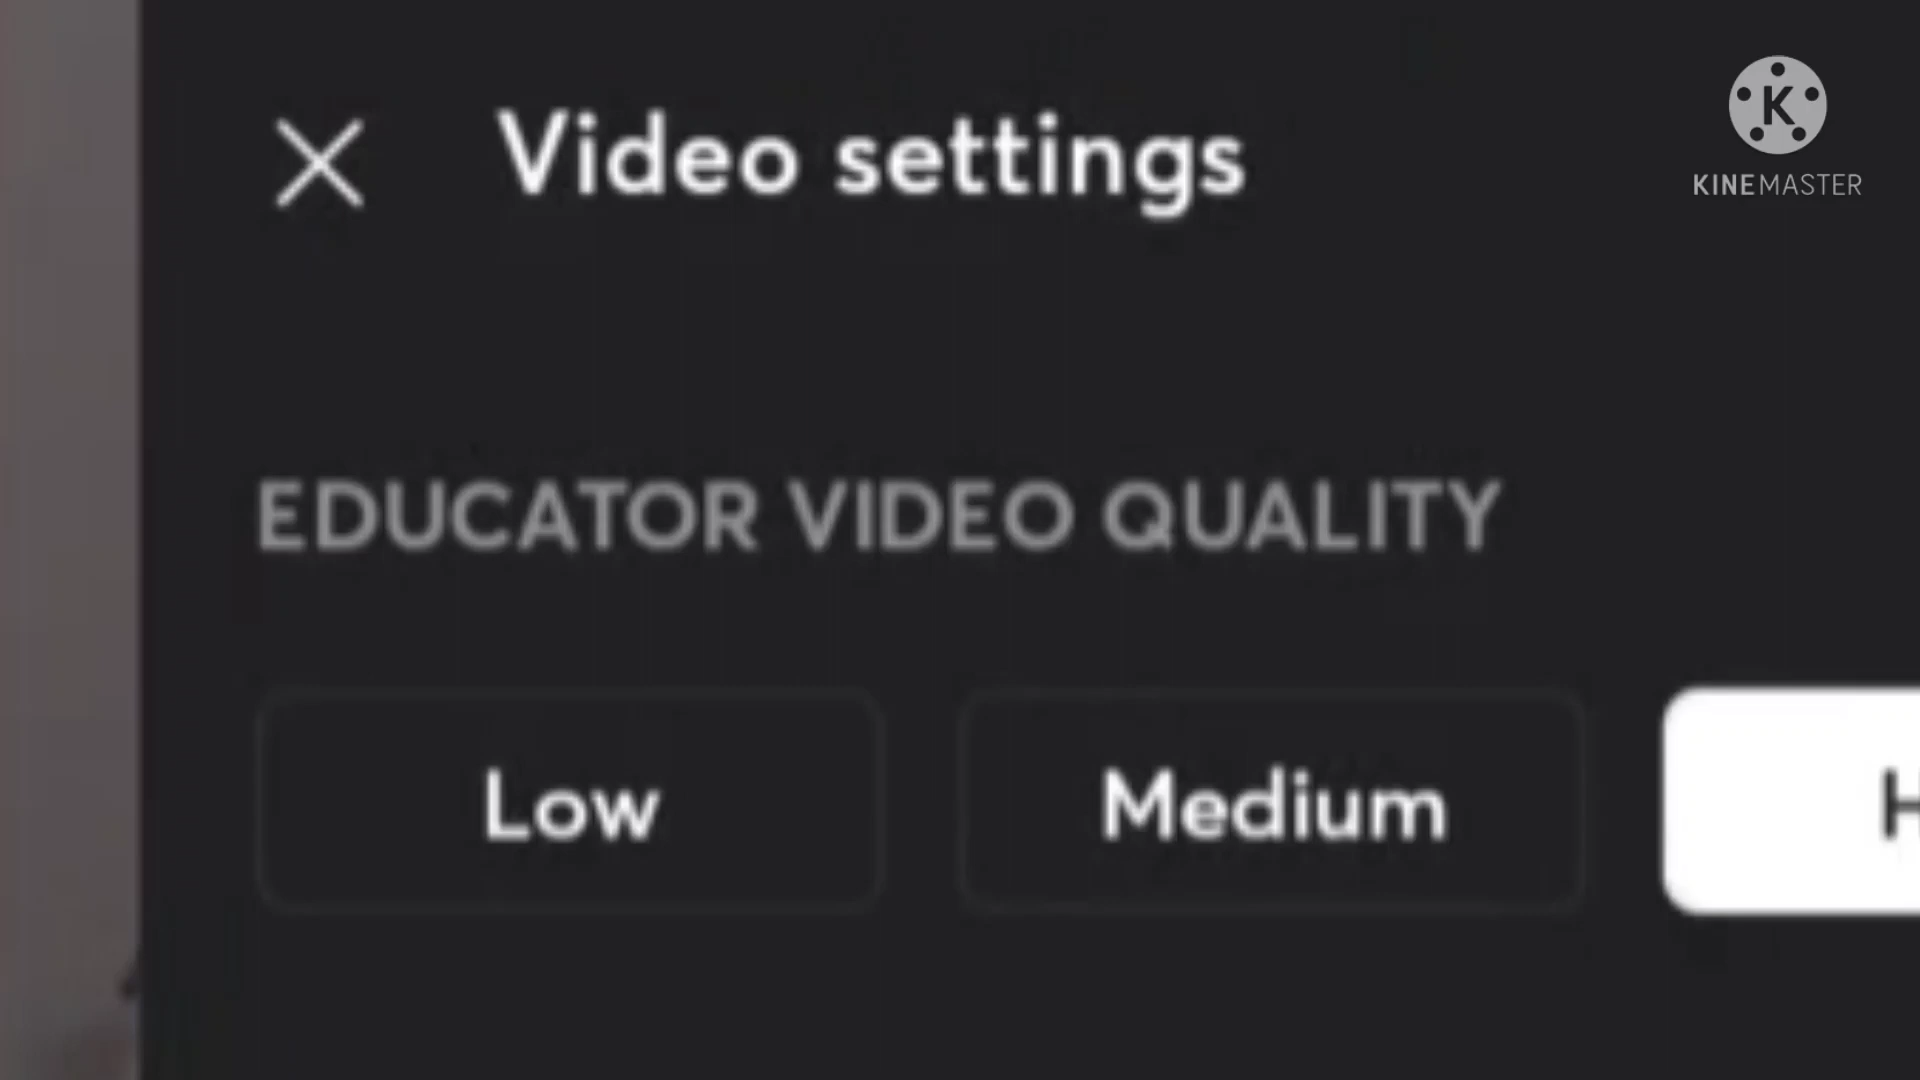 Video settings
K
KINEMASTER
EDUCATOR VIDEO QUALITY
Low
Medium
H